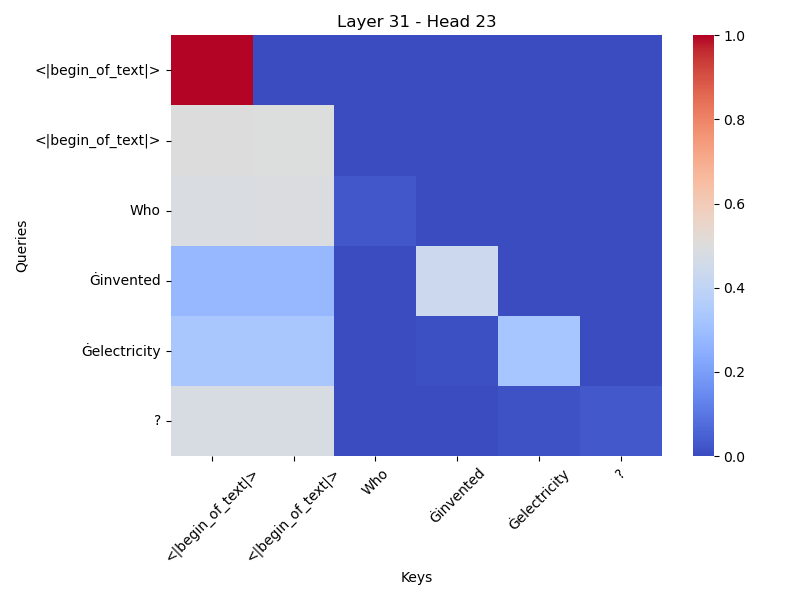 Layer 31 - Head 23
<|begin_of_text|>
<|begin_of_text|>
Who
Ġinvented
Ġelectricity
?
Queries
<|begin_of_text|>
<|begin_of_text|>
Who
Ġinvented
Ġelectricity
?
Keys
1.0
0.8
0.6
0.4
0.2
0.0